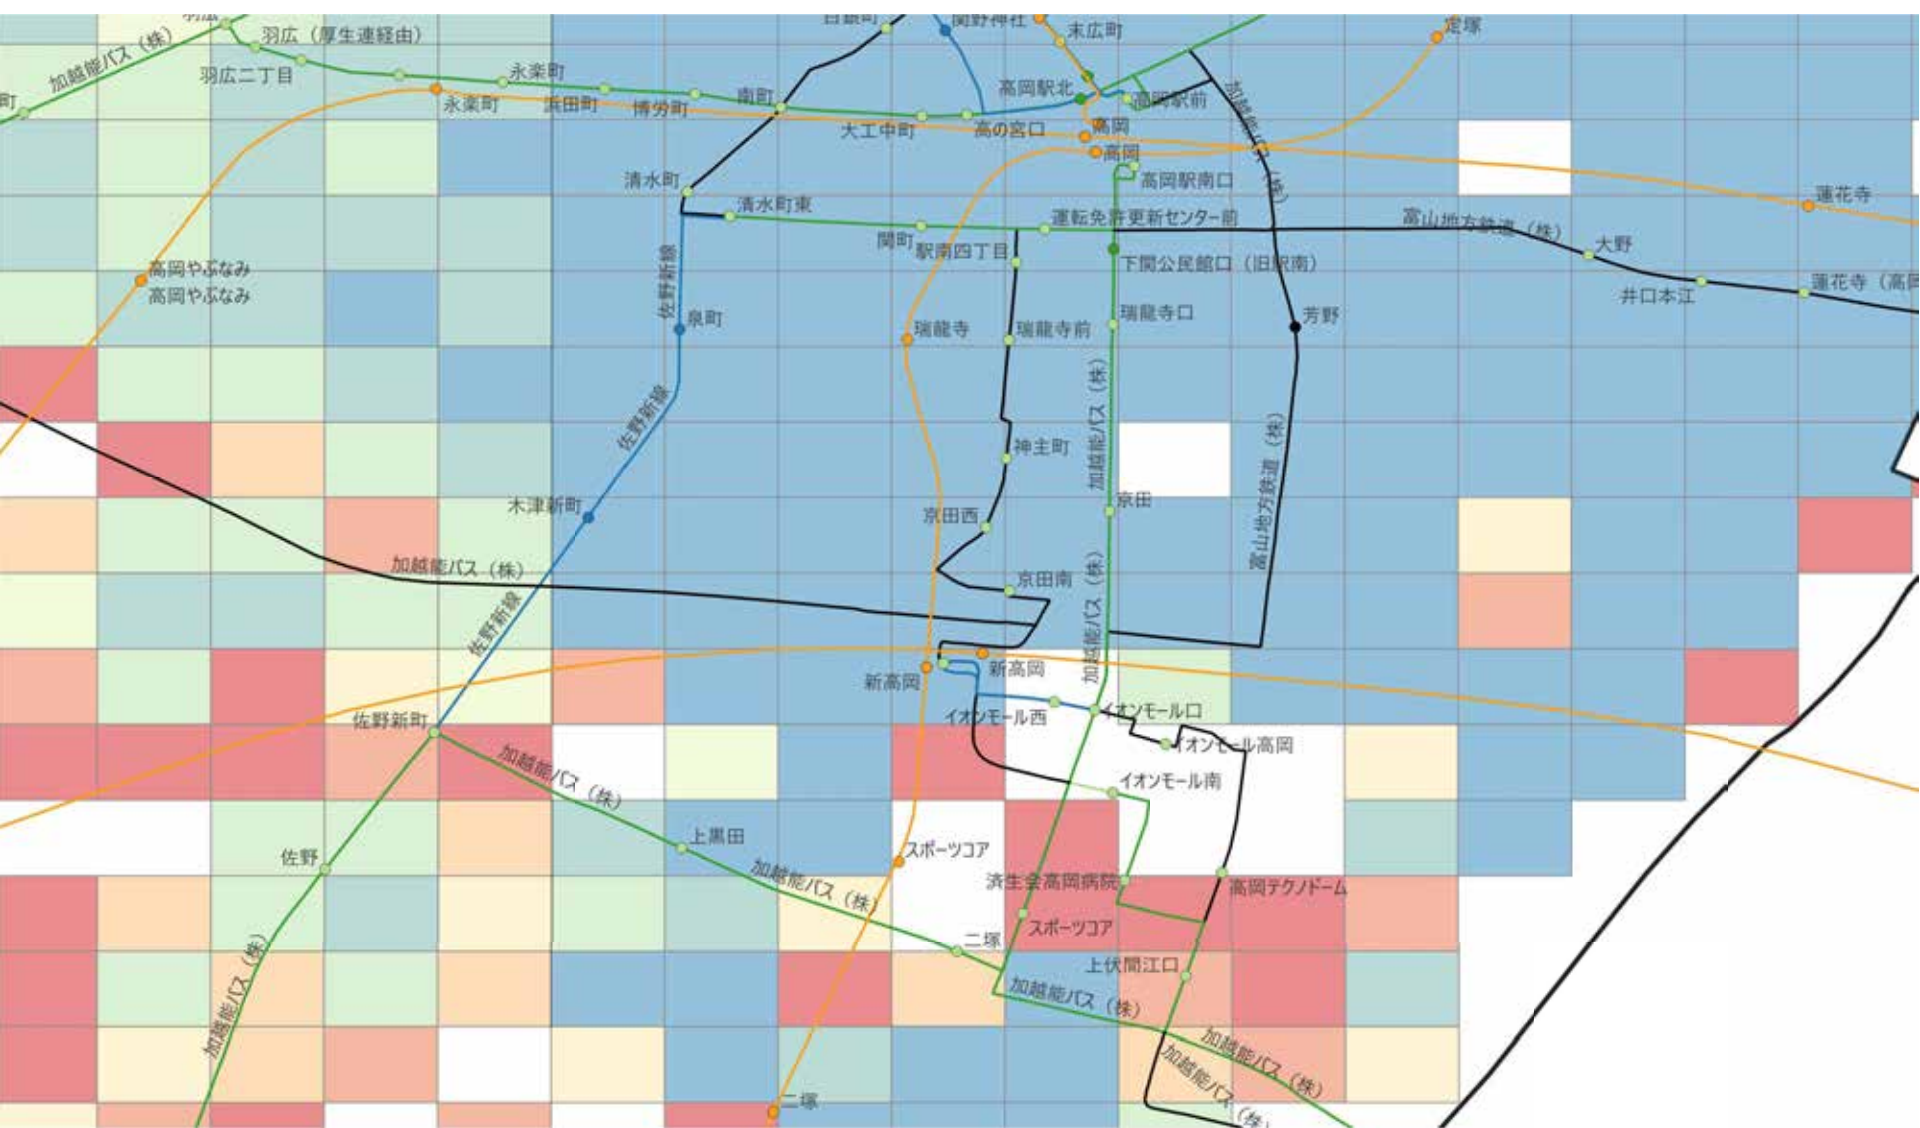 白銀町
関野神社
末広町
定塚
羽広（厚生連経由）
加越能バス（株）
羽広二丁目
永楽町
永楽町
浜田町
博労町
南町
大工中町
高の宮口
高岡駅北
高岡駅前
高岡
高岡
高岡駅南口
加越能バス（株）
町
清水町
清水町東
関町
運転免許更新センター前
駅南四丁目
下関公民館口（旧駅南）
富山地方鉄道（株）
大野
蓮花寺
井口本江
蓮花寺（高岡
高岡やぶなみ
高岡やぶなみ
佐野新線
泉町
瑞龍寺
瑞龍寺前
瑞龍寺口
芳野
佐野新線
加越能バス（株）
神主町
富山地方鉄道（株）
木津新町
京田西
京田
加越能バス（株）
京田南
加越能バス（株）
佐野新線
新高岡
新高岡
イオンモール西
イオンモール口
イオンモール高岡
イオンモール南
佐野新町
加越能バス（株）
上黒田
佐野
スポーツコア
加越能バス（株）
済生会高岡病院
高岡テクノドーム
スポーツコア
二塚
上伏間江口
加越能バス（株）
加越能バス（株）
加越能バス（株）
加越能バス（株）
二塚